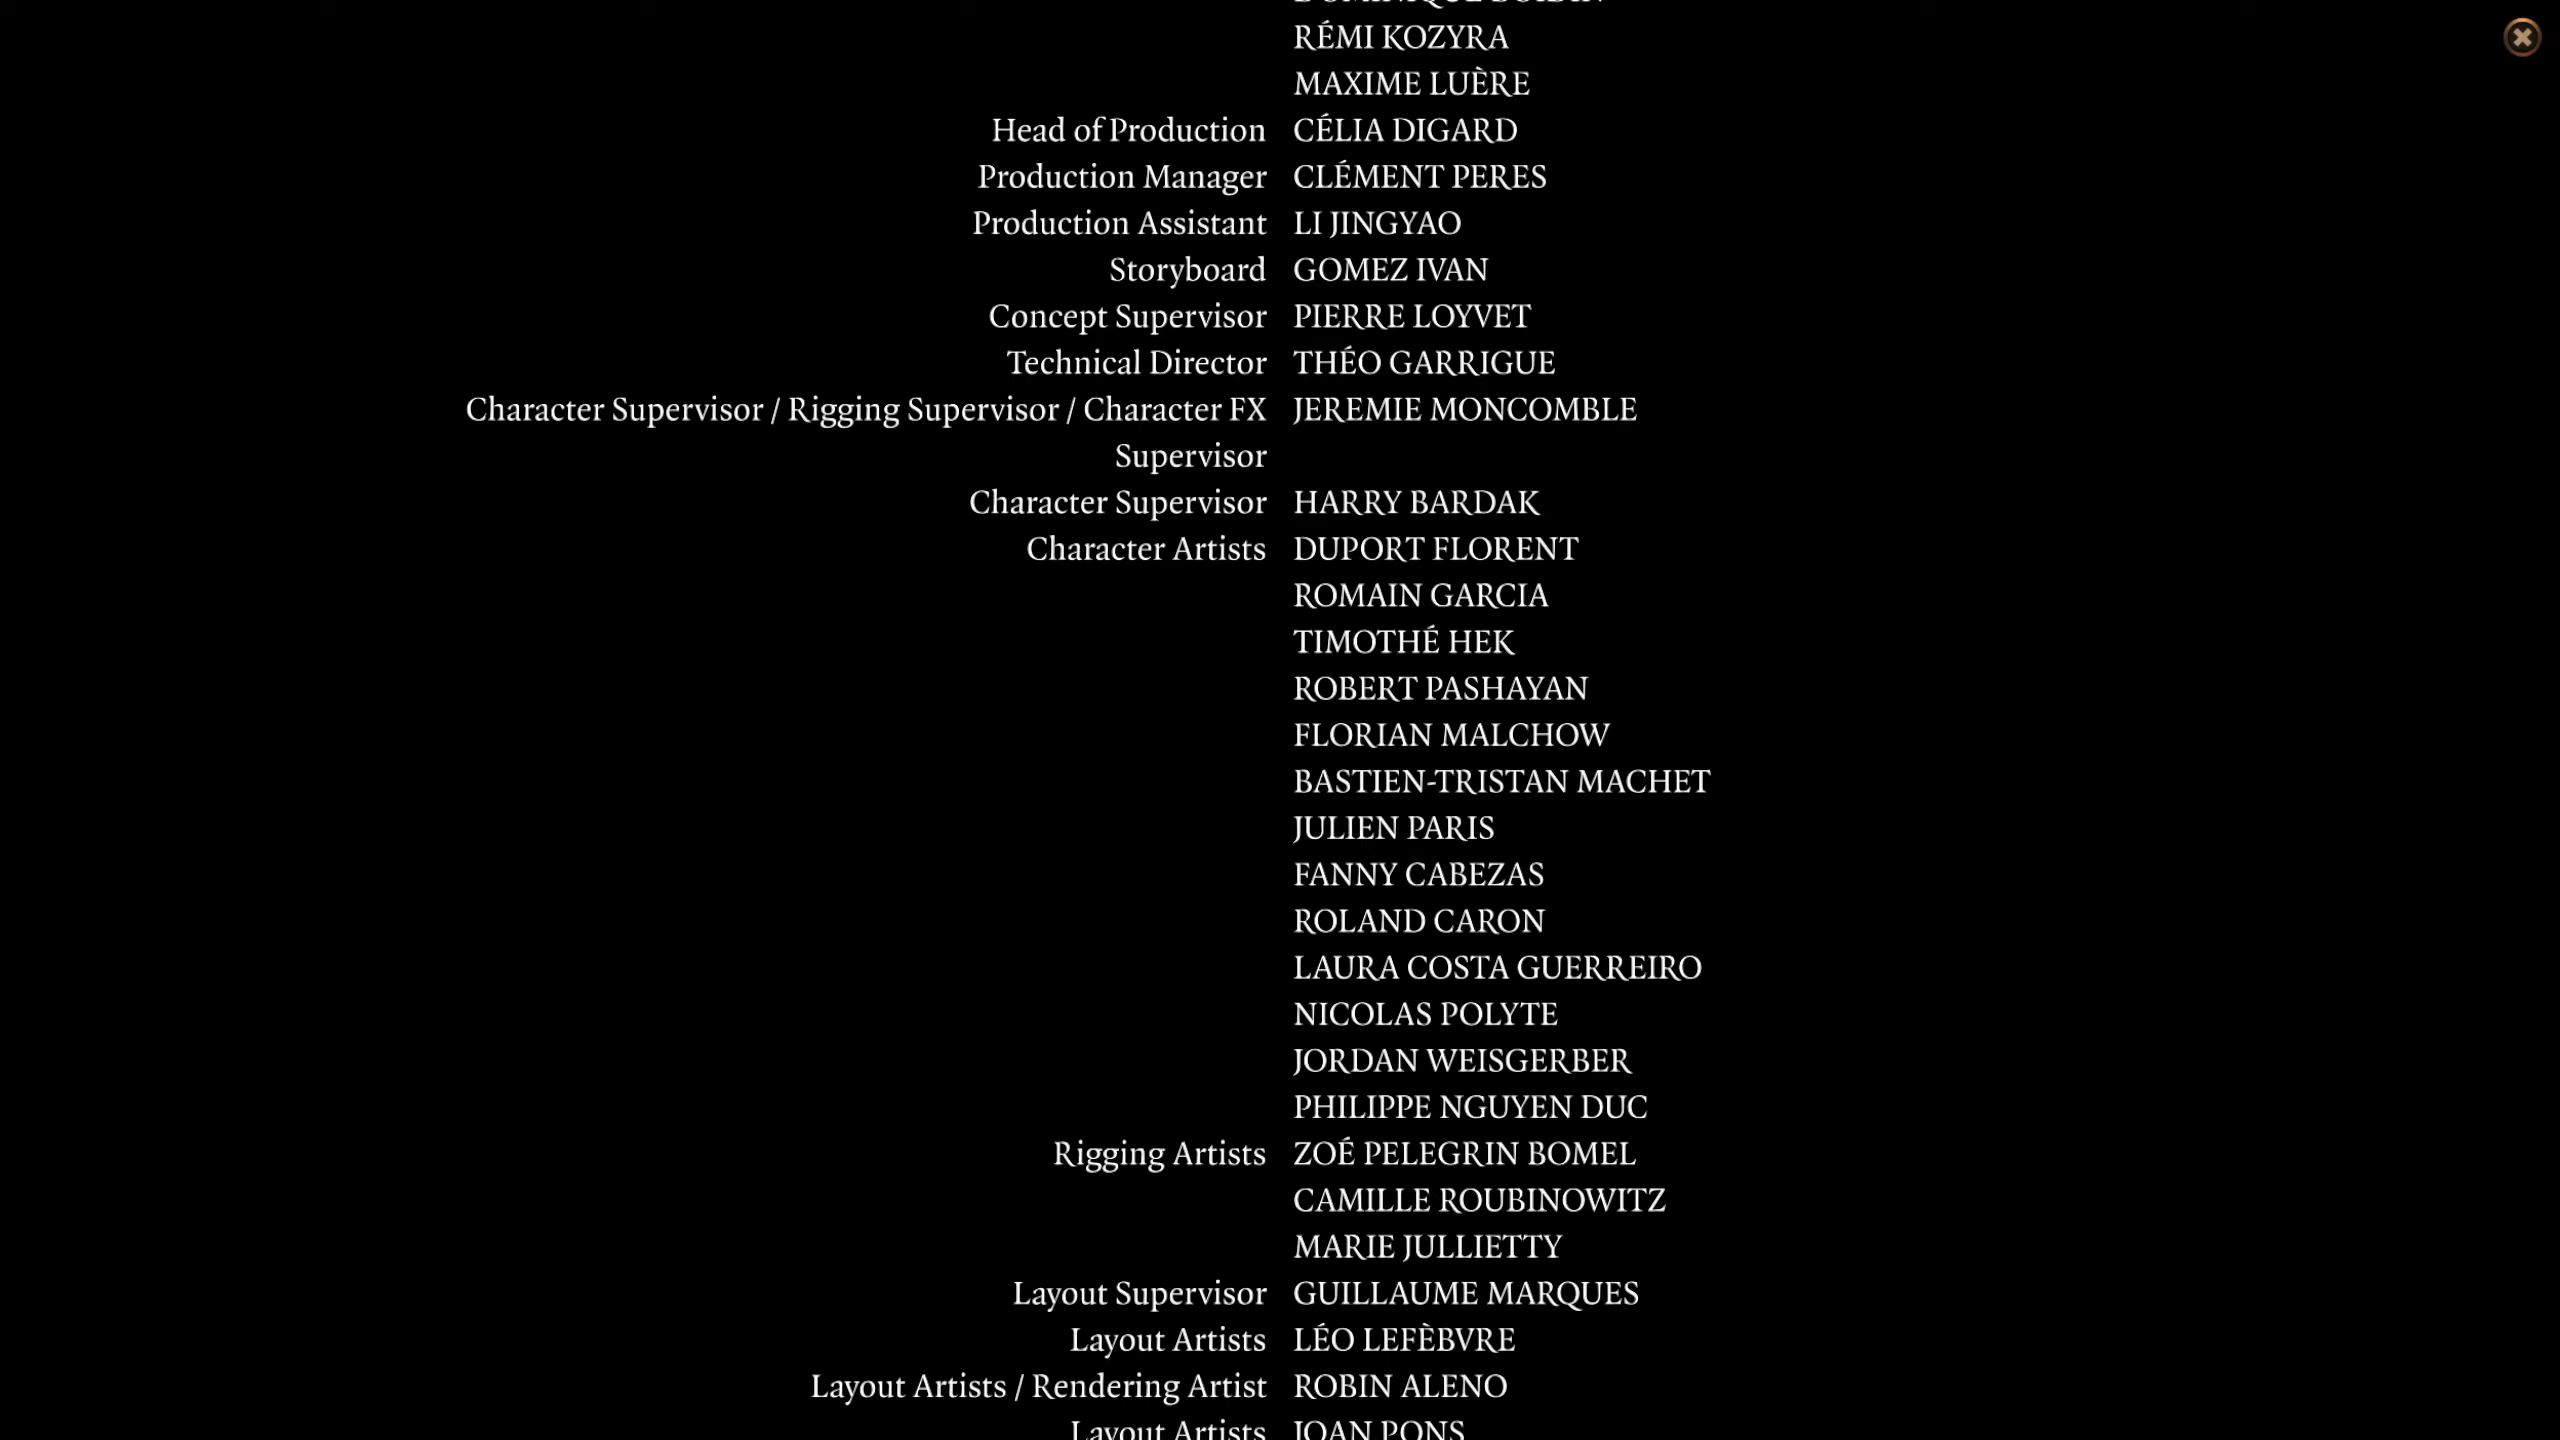 RÉMI KOZYRA
MAXIME LUÈRE
Head of Production CÉLIA DIGARD
Production Manager CLÉMENT PERES
Production Assistant LI JINGYAO
Storyboard GOMEZ IVAN
Concept Supervisor PIERRE LOYVET
Technical Director THÉO GARRIGUE
Character Supervisor / Rigging Supervisor / Character FX JEREMIE MONCOMBLE
Supervisor
Character Supervisor HARRY BARDAK
Character Artists DUPORT FLORENT
ROMAIN GARCIA
TIMOTHÉ HEK
ROBERT PASHAYAN
FLORIAN MALCHOW
BASTIEN-TRISTAN MACHET
JULIEN PARIS
FANNY CABEZAS
ROLAND CARON
LAURA COSTA GUERREIRO
NICOLAS POLYTE
JORDAN WEISGERBER
PHILIPPE NGUYEN DUC
Rigging Artists ZOÉ PELEGRIN BOMEL
CAMILLE ROUBINOWITZ
MARIE JULLIETTY
Layout Supervisor GUILLAUME MARQUES
Layout Artists LÉO LEFÈBVRE
Layout Artists / Rendering Artist ROBIN ALENO
Layout Artists JOAN PONS